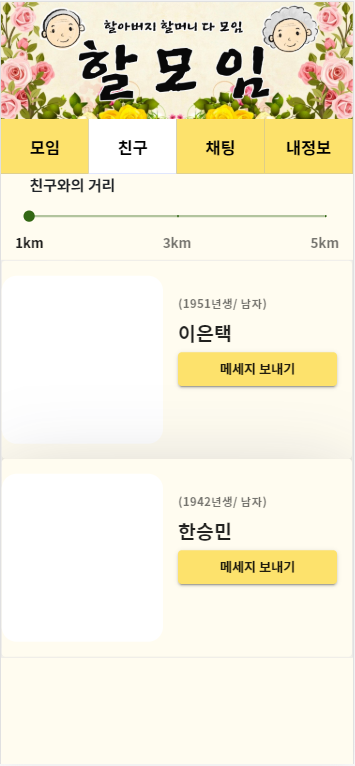 할아버지 할머니 다 모임
할모임
모임 친구 채팅 내정보
친구와의 거리
1km 3km 5km
(1951년생/ 남자)
이은택
메세지 보내기
(1942년생/ 남자)
한승민
메세지 보내기